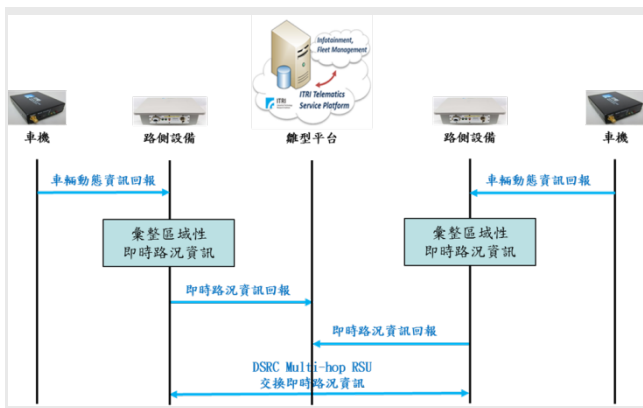 Infotainment,
Fleet Management
ITRI
ITRI Telematics
Service Platform
車機
路側設備
雛型平台
路側設備
車機
車輛動態資訊回報
車輛動態資訊回報
彙整區域性
即時路況資訊
彙整區域性
即時路況資訊
即時路況資訊回報
即時路況資訊回報
DSRC Multi-hop RSU
交換即時路況資訊